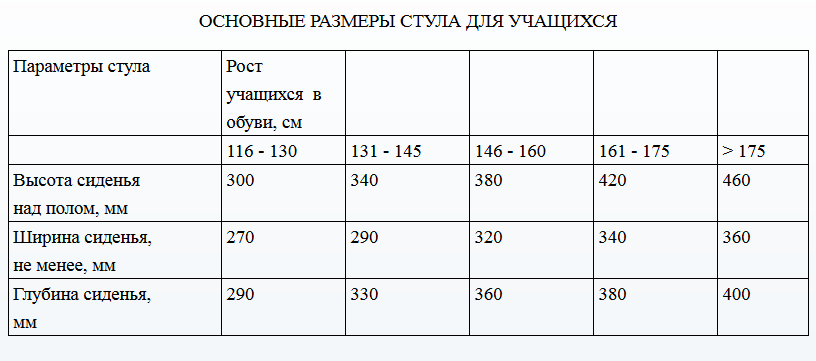 ОСНОВНЫЕ РАЗМЕРЫ СТУЛА ДЛЯ УЧАЩИХСЯ
Параметры стула Рост
учащихся в
обуви, см
116 - 130 131 - 145 146 - 160 161 - 175 > 175
Высота сиденья 300 340 380 420 460
над полом, мм
Ширина сиденья, 270 290 320 340 360
не менее, мм
Глубина сиденья, 290 330 360 380 400
мм